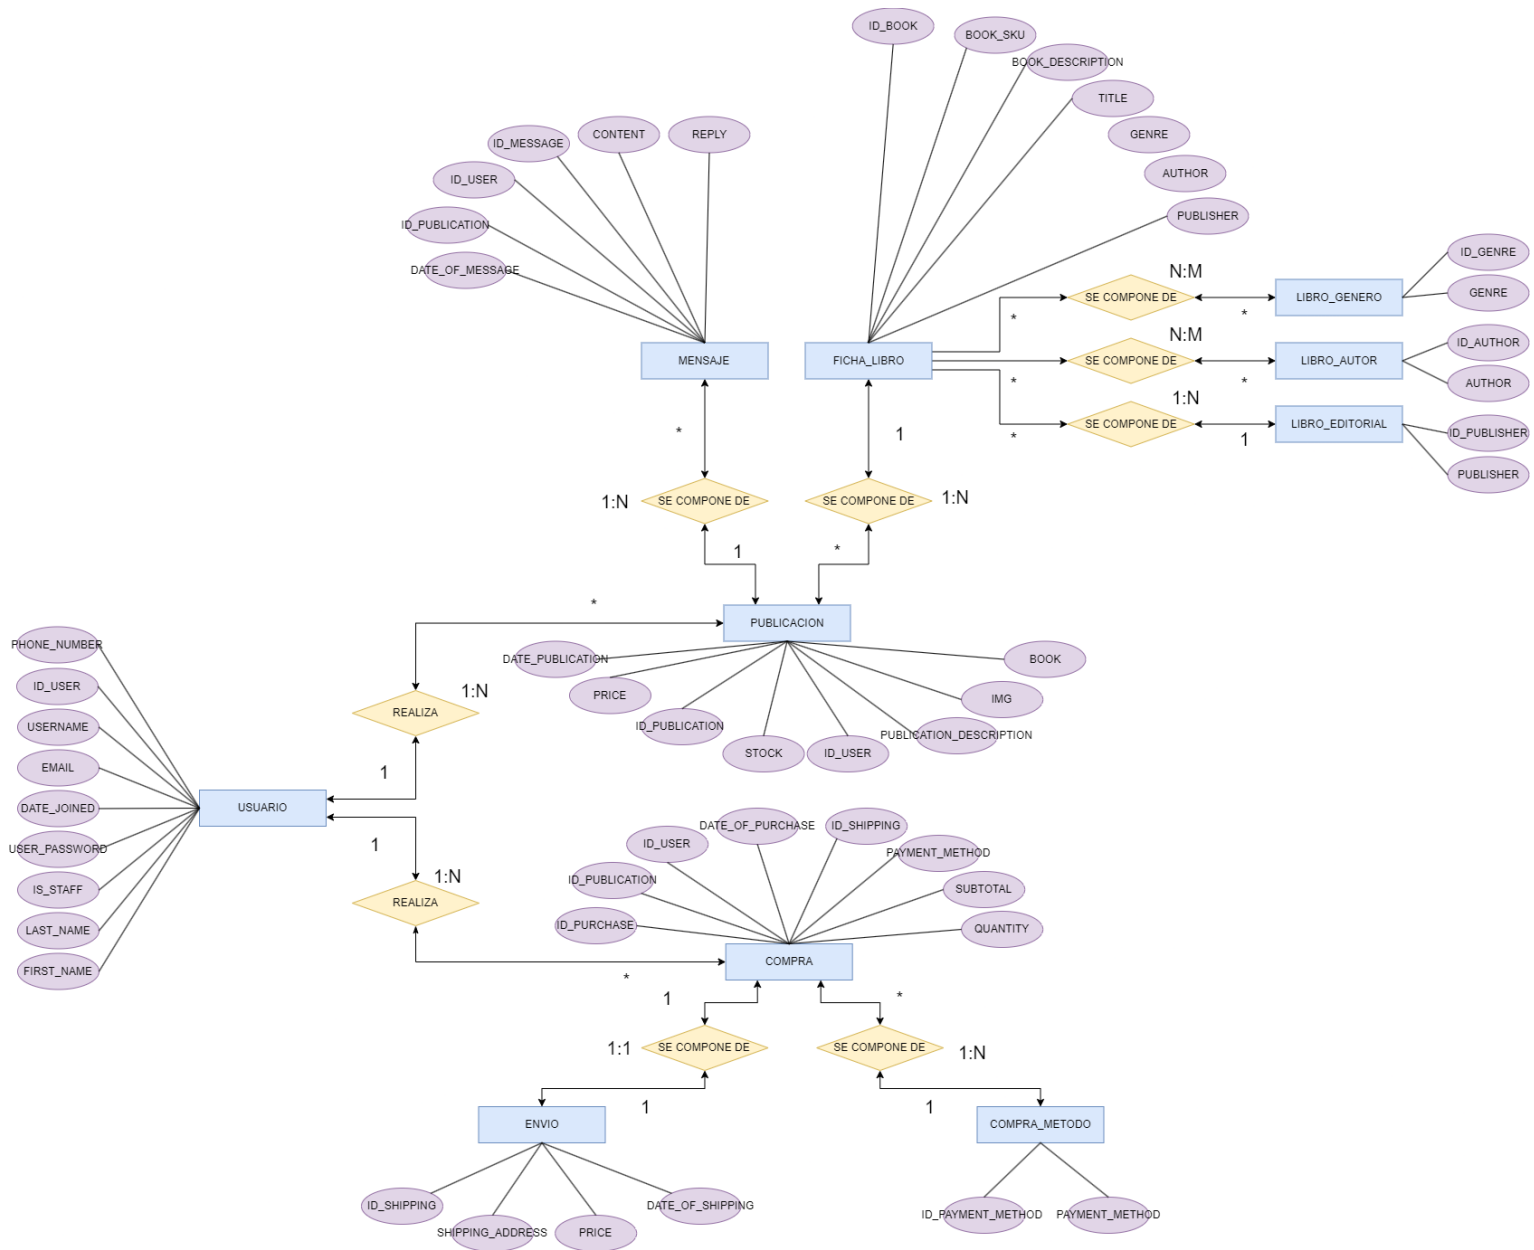 ID_BOOK
BOOK_SKU
BOOK_DESCRIPTION
TITLE
GENRE
AUTHOR
PUBLISHER
CONTENT
REPLY
ID_MESSAGE
ID_USER
ID_PUBLICATION
DATE_OF_MESSAGE
MENSAJE
FICHA_LIBRO
N:M
SE COMPONE DE
*
*
LIBRO_GENERO
ID_GENRE
GENRE
N:M
SE COMPONE DE
*
*
LIBRO_AUTOR
ID_AUTHOR
AUTHOR
1:N
SE COMPONE DE
*
1
LIBRO_EDITORIAL
ID_PUBLISHER
PUBLISHER
*
1:N
SE COMPONE DE
1
1
SE COMPONE DE
1:N
*
*
PUBLICACION
DATE_PUBLICATION
PRICE
ID_PUBLICATION
STOCK
ID_USER
PUBLICATION_DESCRIPTION
IMG
BOOK
1:N
REALIZA
1
PHONE_NUMBER
ID_USER
USERNAME
EMAIL
DATE_JOINED
USER_PASSWORD
IS_STAFF
LAST_NAME
FIRST_NAME
USUARIO
1
1:N
REALIZA
*
ID_PURCHASE
ID_PUBLICATION
ID_USER
DATE_OF_PURCHASE
ID_SHIPPING
PAYMENT_METHOD
SUBTOTAL
QUANTITY
COMPRA
1
1:1
SE COMPONE DE
1
*
SE COMPONE DE
1:N
1
ENVIO
COMPRA_METODO
ID_SHIPPING
SHIPPING_ADDRESS
PRICE
DATE_OF_SHIPPING
ID_PAYMENT_METHOD
PAYMENT_METHOD